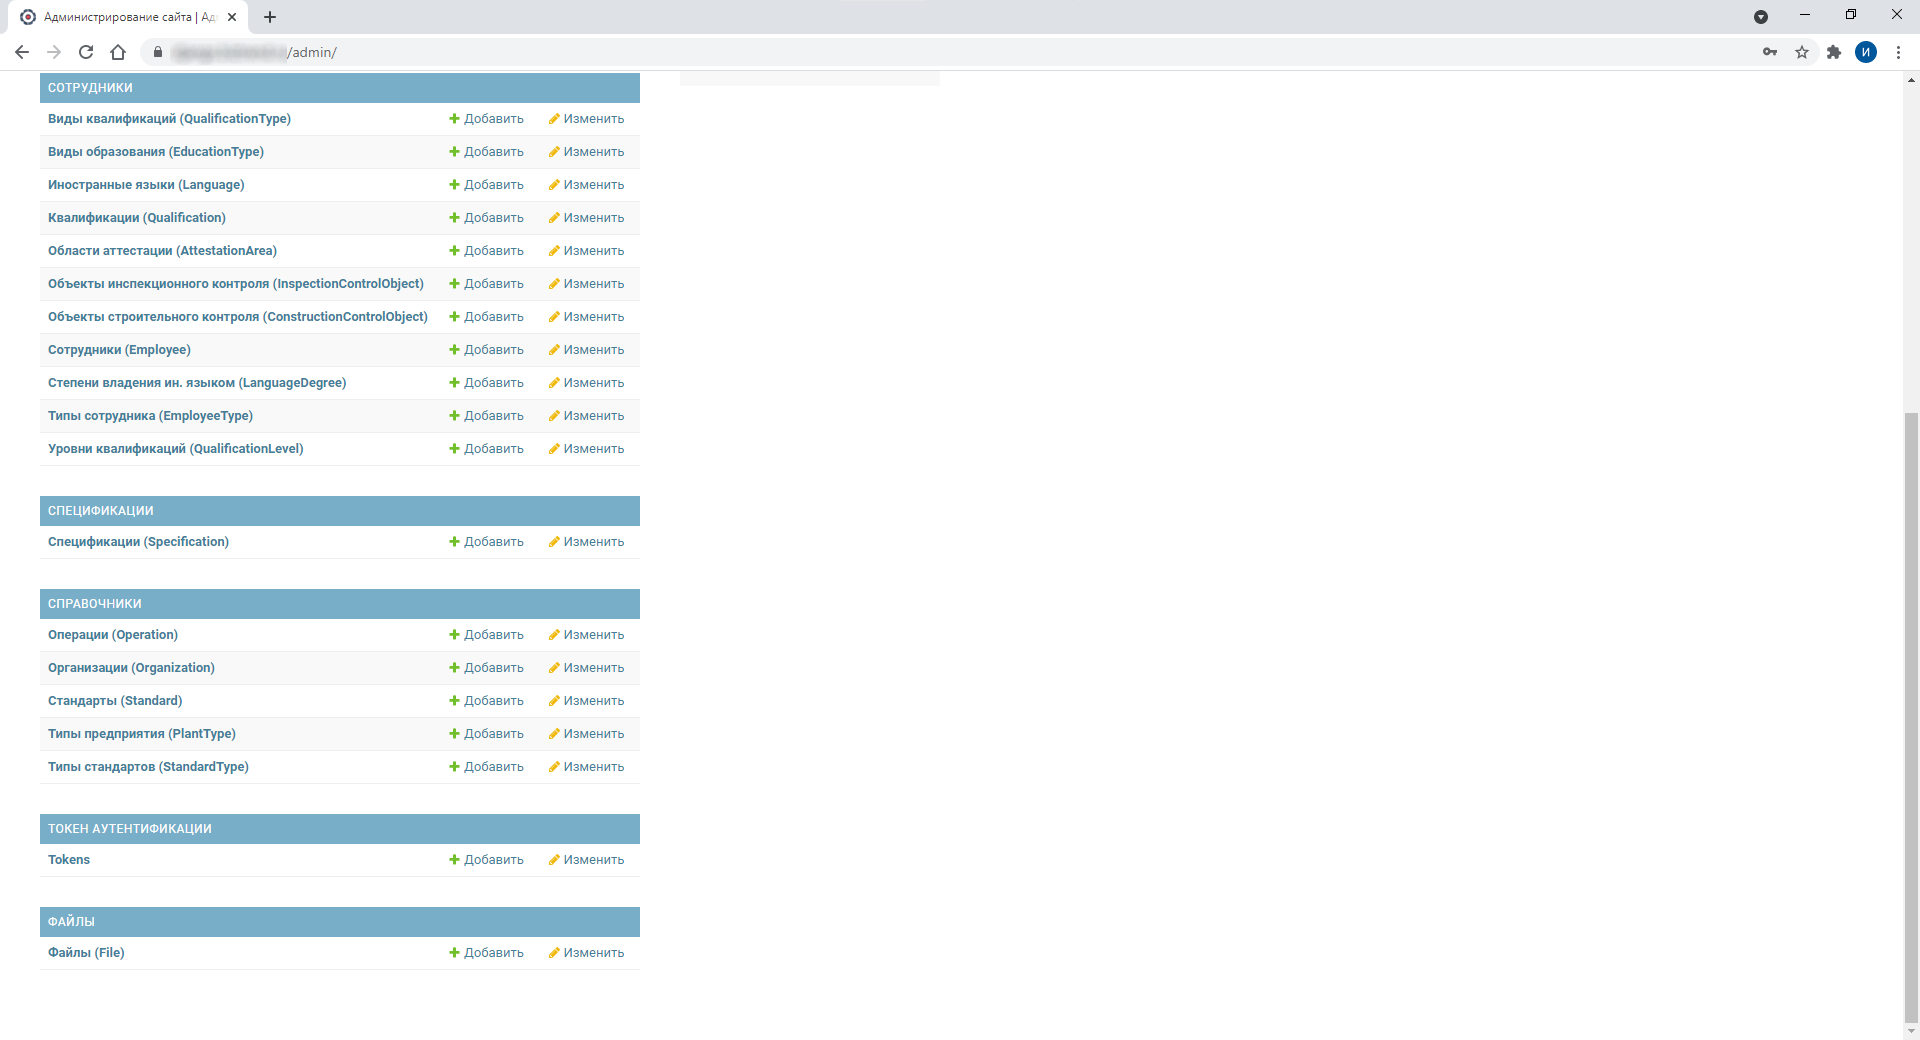 Администрирование сайта | Ад
/admin/
И
СОТРУДНИКИ
Виды квалификаций (QualificationType) Добавить Изменить
Виды образования (EducationType) Добавить Изменить
Иностранные языки (Language) Добавить Изменить
Квалификации (Qualification) Добавить Изменить
Области аттестации (AttestationArea) Добавить Изменить
Объекты инспекционного контроля (InspectionControlObject) Добавить Изменить
Объекты строительного контроля (ConstructionControlObject) Добавить Изменить
Сотрудники (Employee) Добавить Изменить
Степени владения ин. языком (LanguageDegree) Добавить Изменить
Типы сотрудника (EmployeeType) Добавить Изменить
Уровни квалификаций (QualificationLevel) Добавить Изменить
СПЕЦИФИКАЦИИ
Спецификации (Specification) Добавить Изменить
СПРАВОЧНИКИ
Операции (Operation) Добавить Изменить
Организации (Organization) Добавить Изменить
Стандарты (Standard) Добавить Изменить
Типы предприятия (PlantType) Добавить Изменить
Типы стандартов (StandardType) Добавить Изменить
ТОКЕН АУТЕНТИФИКАЦИИ
Tokens Добавить Изменить
ФАЙЛЫ
Файлы (File) Добавить Изменить